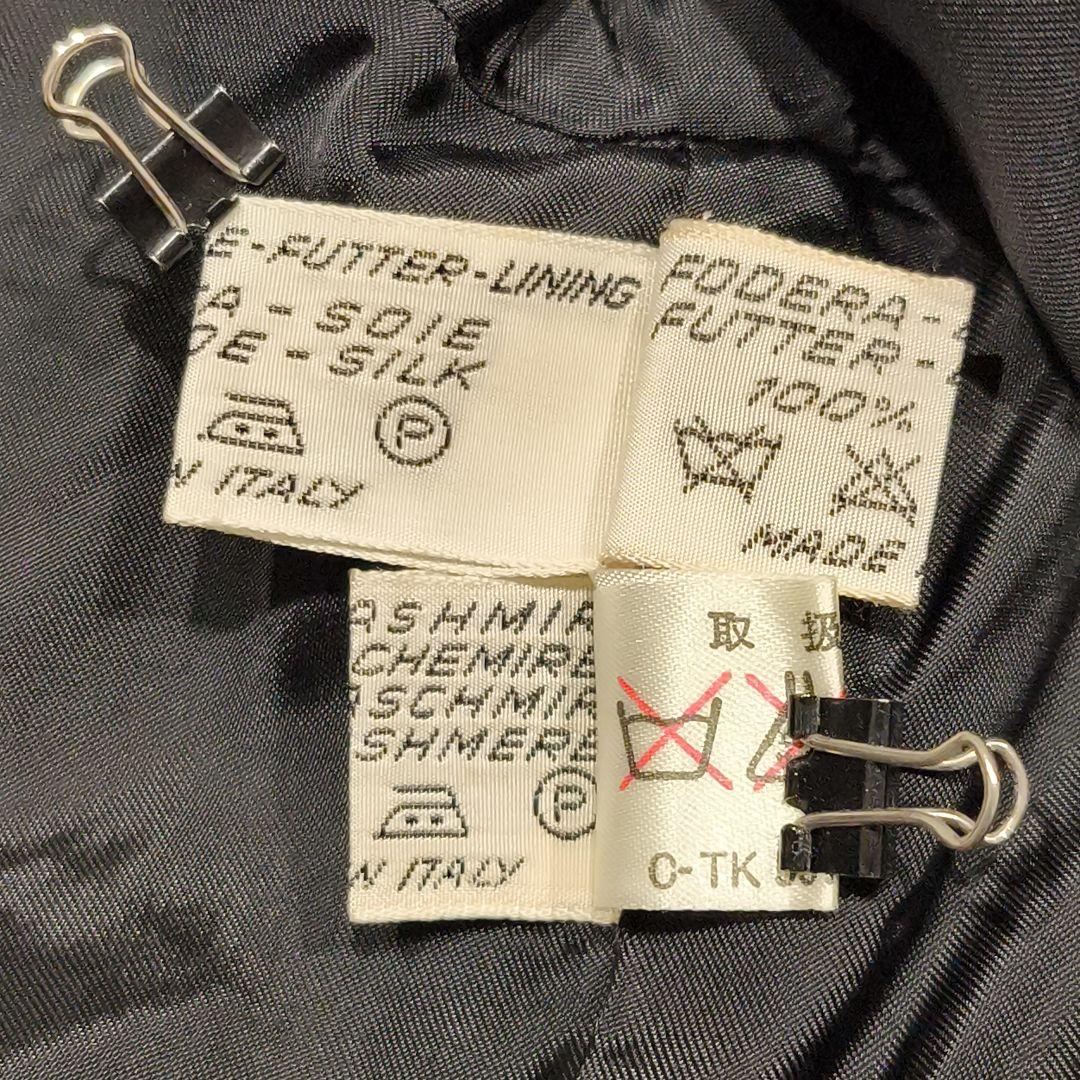 E-FUTTER-LINING
A - SOIE
DE - SILK
P
N ITALY
FODERA -
FUTTER -
100%
MADE
ASHMIR
CHEMIRE
ASCHMIR
SHMERE
P
N ITALY
取 扱
C-TK